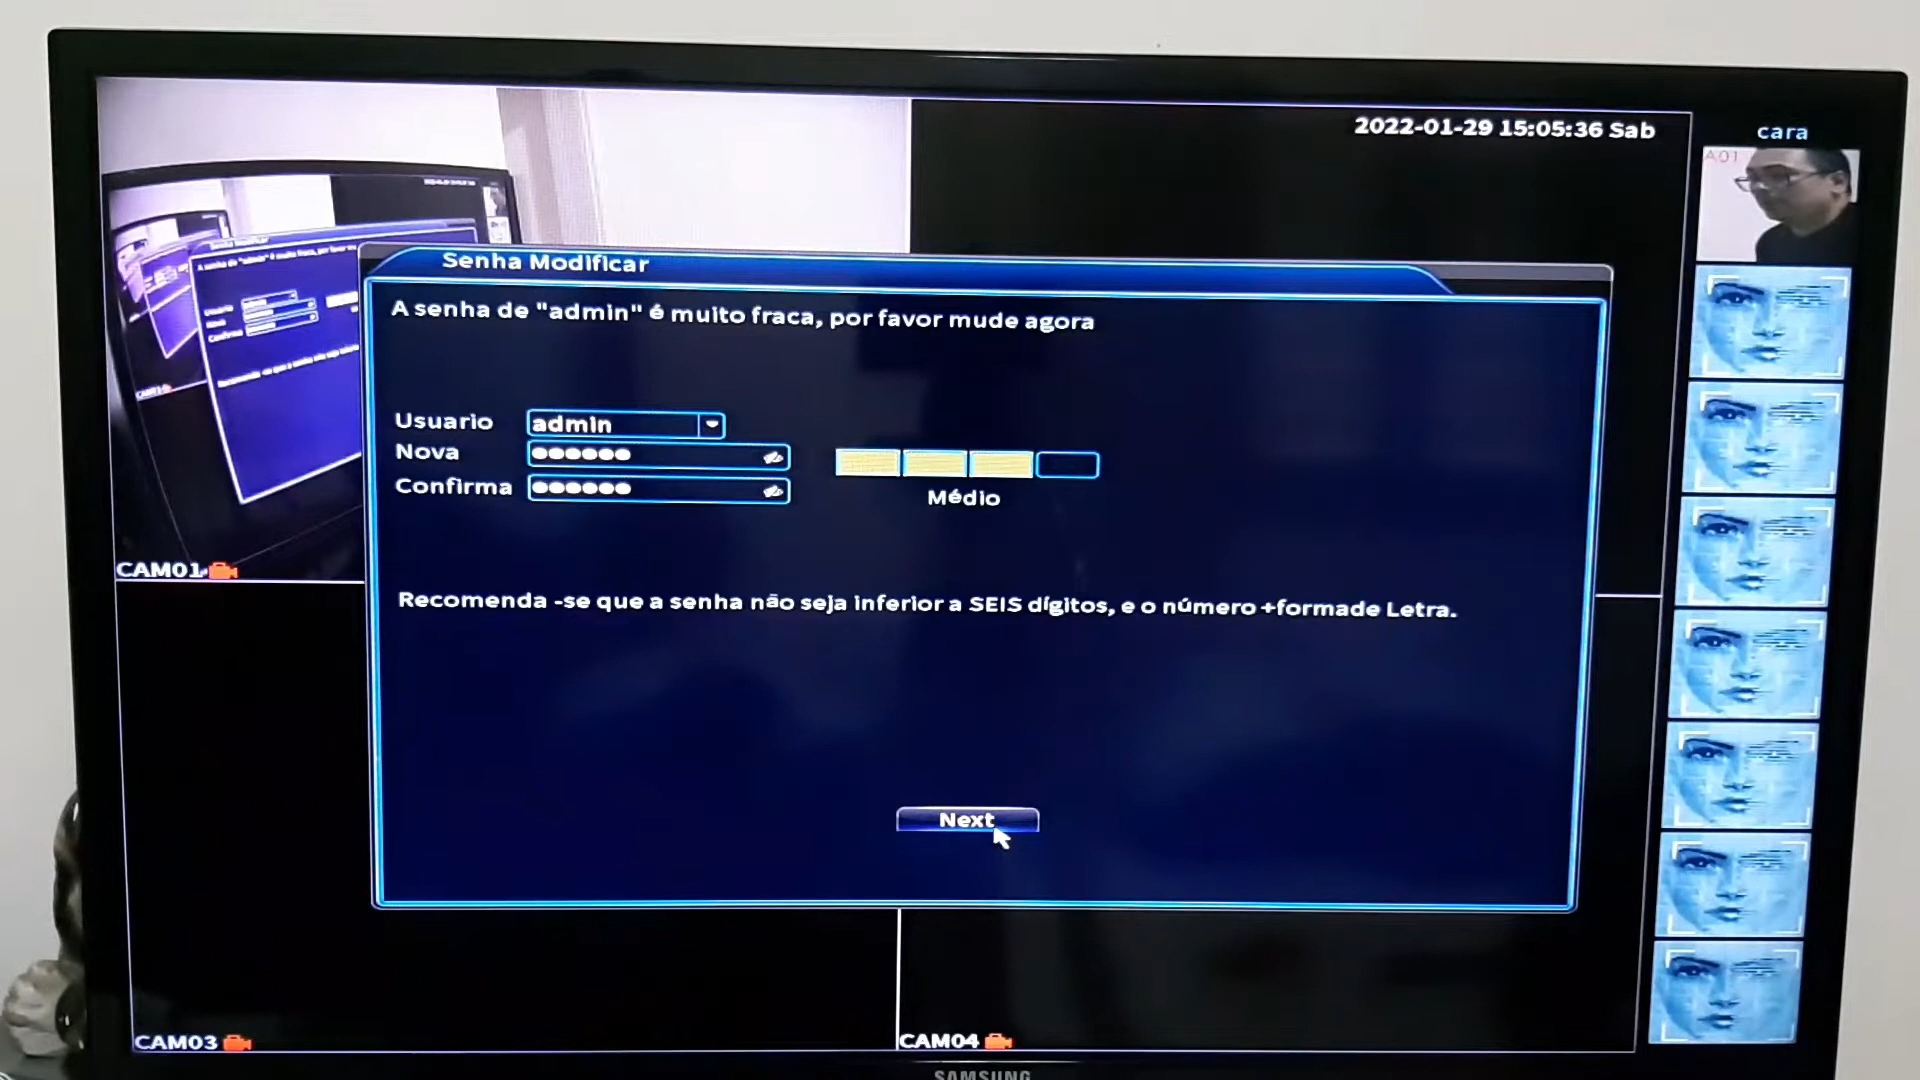 2022-01-29 15:05:36 Sab
cara
A01
Senha Modificar
A senha de "admin" é muito fraca, por favor mude agora
Usuario admin
Nova
Confirma
Médio
Recomenda -se que a senha não seja inferior a SEIS dígitos, e o número +formade Letra.
Next
CAM01
CAM03
CAM04
SAMSUNG